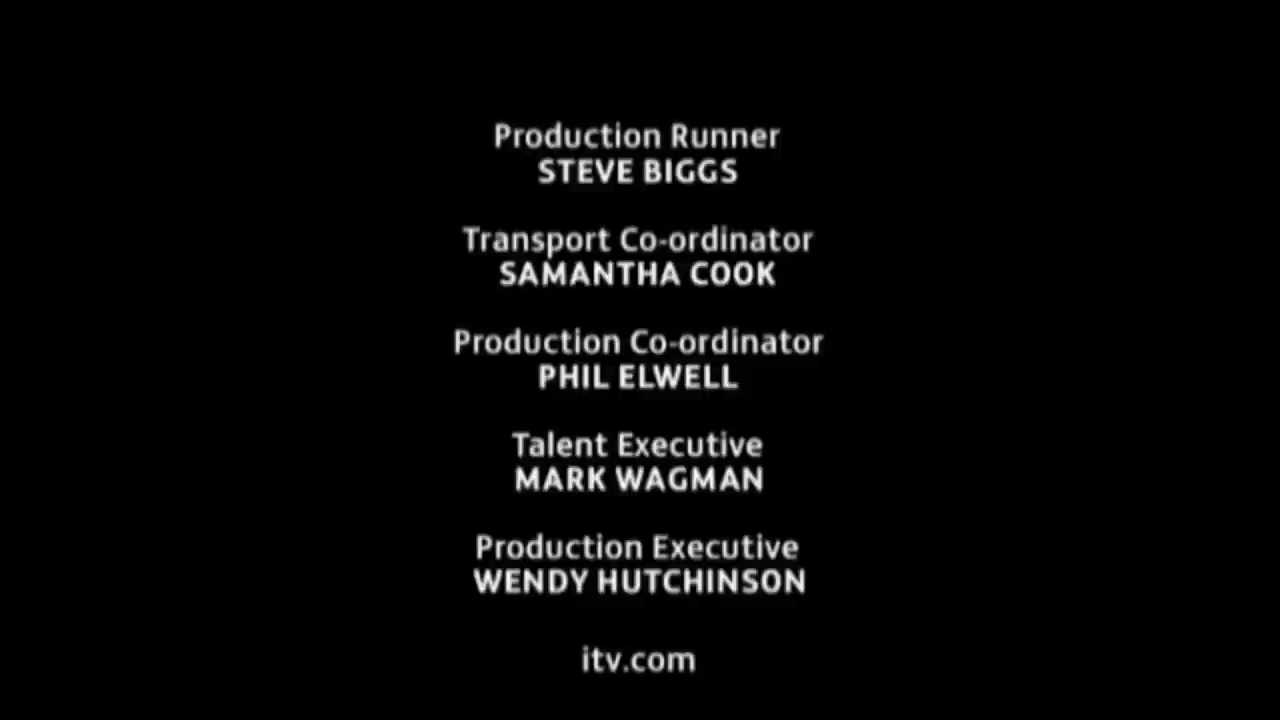 Production Runner
STEVE BIGGS
Transport Co-ordinator
SAMANTHA COOK
Production Co-ordinator
PHIL ELWELL
Talent Executive
MARK WAGMAN
Production Executive
WENDY HUTCHINSON
itv.com